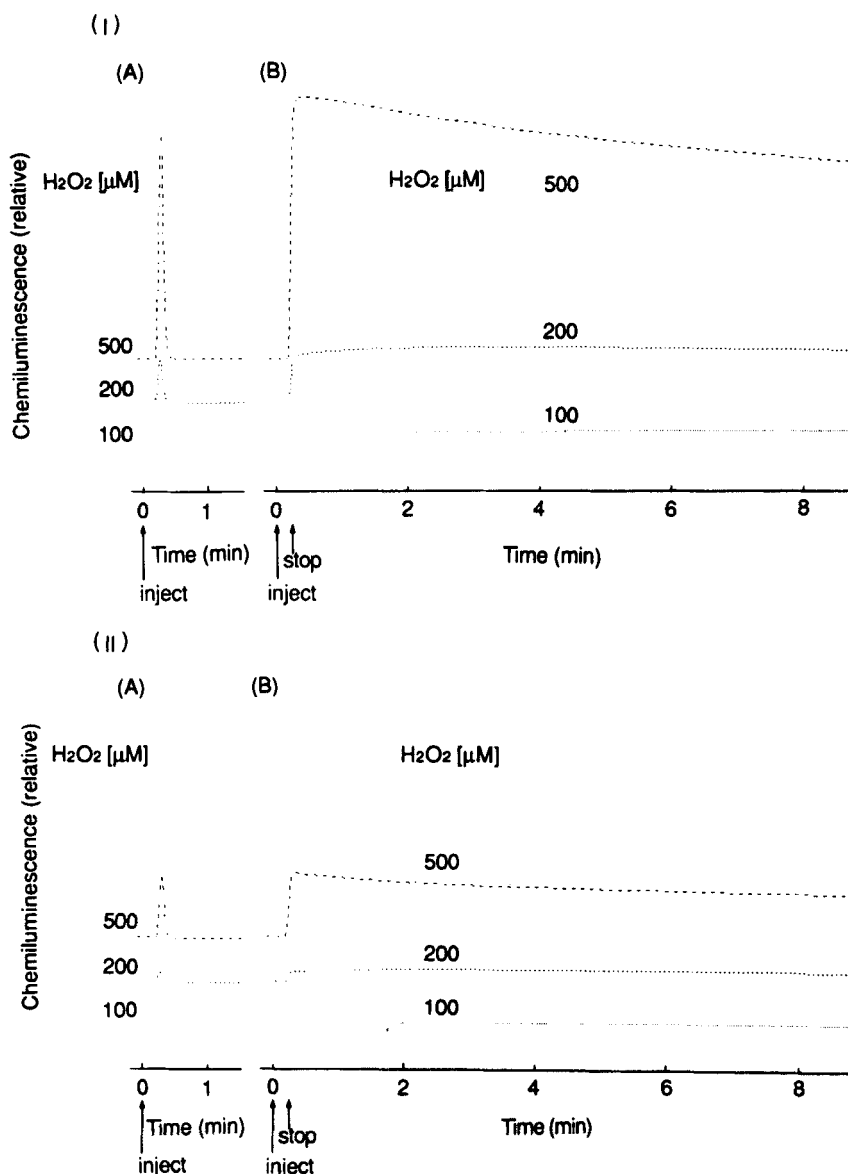 (I)
(A) (B)
Chemiluminescence (relative)
H2O2 [μM] H2O2 [μM]
500
500
200
200
100
100
0 1 0 2 4 6 8
Time (min) stop Time (min)
inject inject
(II)
(A) (B)
Chemiluminescence (relative)
H2O2 [μM] H2O2 [μM]
500
500
200 200
100 100
0 1 0 2 4 6 8
Time (min) stop Time (min)
inject inject